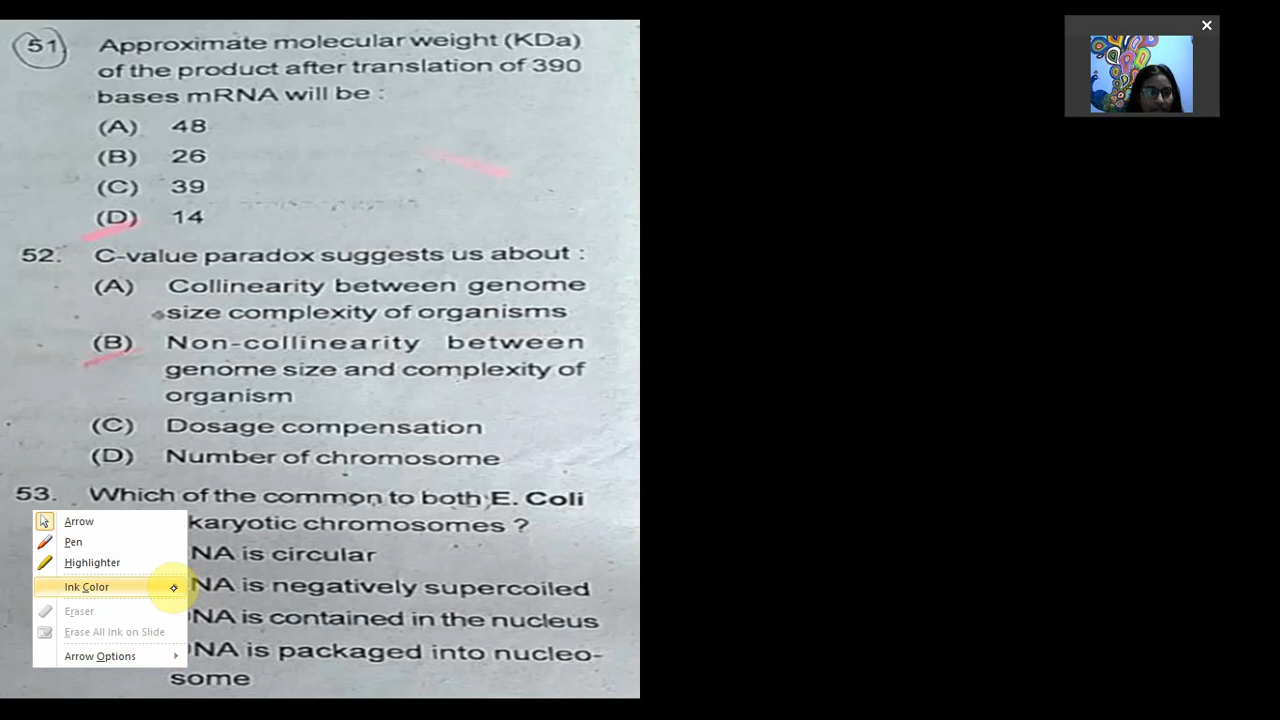 51. Approximate molecular weight (KDa)
of the product after translation of 390
bases mRNA will be :
(A) 48
(B) 26
(C) 39
(D) 14
52. C-value paradox suggests us about :
(A) Collinearity between genome
size complexity of organisms
(B) Non-collinearity between
genome size and complexity of
organism
(C) Dosage compensation
(D) Number of chromosome
53. Which of the common to both E. Coli
karyotic chromosomes ?
NA is circular
NA is negatively supercoiled
NA is contained in the nucleus
NA is packaged into nucleo-
some
Arrow
Pen
Highlighter
Ink Color
Eraser
Erase All Ink on Slide
Arrow Options